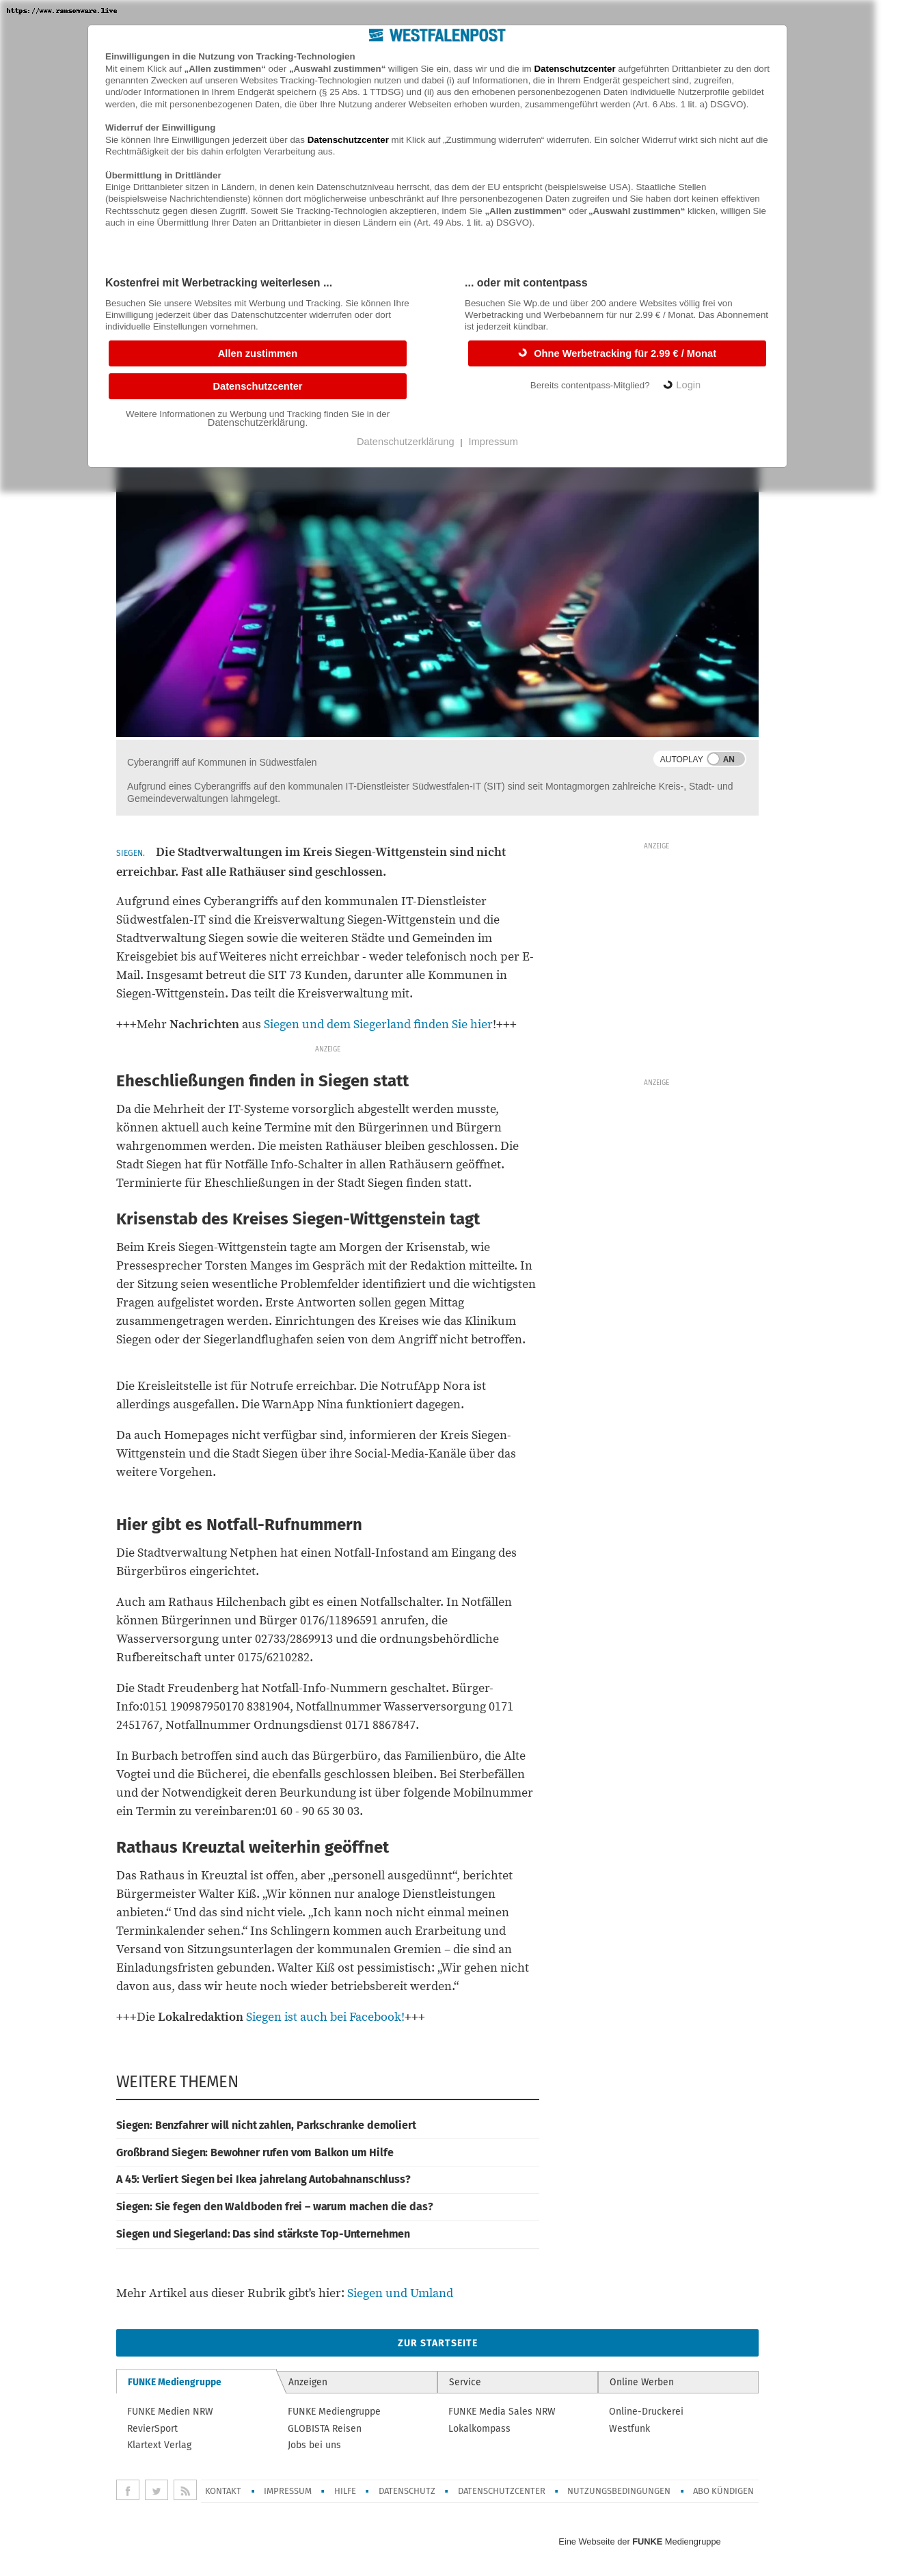 https://www.ransomware.live
WESTFALENPOST
Einwilligungen in die Nutzung von Tracking-Technologien
Mit einem Klick auf „Allen zustimmen“ oder „Auswahl zustimmen“ willigen Sie ein, dass wir und die im Datenschutzcenter aufgeführten Drittanbieter zu den dort
genannten Zwecken auf unseren Websites Tracking-Technologien nutzen und dabei (i) auf Informationen, die in Ihrem Endgerät gespeichert sind, zugreifen,
und/oder Informationen in Ihrem Endgerät speichern (§ 25 Abs. 1 TTDSG) und (ii) aus den erhobenen personenbezogenen Daten individuelle Nutzerprofile gebildet
werden, die mit personenbezogenen Daten, die über Ihre Nutzung anderer Webseiten erhoben wurden, zusammengeführt werden (Art. 6 Abs. 1 lit. a) DSGVO).
Widerruf der Einwilligung
Sie können Ihre Einwilligungen jederzeit über das Datenschutzcenter mit Klick auf „Zustimmung widerrufen“ widerrufen. Ein solcher Widerruf wirkt sich nicht auf die
Rechtmäßigkeit der bis dahin erfolgten Verarbeitung aus.
Übermittlung in Drittländer
Einige Drittanbieter sitzen in Ländern, in denen kein Datenschutzniveau herrscht, das dem der EU entspricht (beispielsweise USA). Staatliche Stellen
(beispielsweise Nachrichtendienste) können dort möglicherweise unbeschränkt auf Ihre personenbezogenen Daten zugreifen und Sie haben dort keinen effektiven
Rechtsschutz gegen diesen Zugriff. Soweit Sie Tracking-Technologien akzeptieren, indem Sie „Allen zustimmen“ oder „Auswahl zustimmen“ klicken, willigen Sie
auch in eine Übermittlung Ihrer Daten an Drittanbieter in diesen Ländern ein (Art. 49 Abs. 1 lit. a) DSGVO).
Kostenfrei mit Werbetracking weiterlesen ...
Besuchen Sie unsere Websites mit Werbung und Tracking. Sie können Ihre
Einwilligung jederzeit über das Datenschutzcenter widerrufen oder dort
individuelle Einstellungen vornehmen.
Allen zustimmen
Datenschutzcenter
Weitere Informationen zu Werbung und Tracking finden Sie in der
Datenschutzerklärung.
... oder mit contentpass
Besuchen Sie Wp.de und über 200 andere Websites völlig frei von
Werbetracking und Werbebannern für nur 2.99 € / Monat. Das Abonnement
ist jederzeit kündbar.
Ohne Werbetracking für 2.99 € / Monat
Bereits contentpass-Mitglied? Login
Datenschutzerklärung | Impressum
Cyberangriff auf Kommunen in Südwestfalen
AUTOPLAY AN
Aufgrund eines Cyberangriffs auf den kommunalen IT-Dienstleister Südwestfalen-IT (SIT) sind seit Montagmorgen zahlreiche Kreis-, Stadt- und
Gemeindeverwaltungen lahmgelegt.
SIEGEN. Die Stadtverwaltungen im Kreis Siegen-Wittgenstein sind nicht
erreichbar. Fast alle Rathäuser sind geschlossen.
ANZEIGE
Aufgrund eines Cyberangriffs auf den kommunalen IT-Dienstleister
Südwestfalen-IT sind die Kreisverwaltung Siegen-Wittgenstein und die
Stadtverwaltung Siegen sowie die weiteren Städte und Gemeinden im
Kreisgebiet bis auf Weiteres nicht erreichbar - weder telefonisch noch per E-
Mail. Insgesamt betreut die SIT 73 Kunden, darunter alle Kommunen in
Siegen-Wittgenstein. Das teilt die Kreisverwaltung mit.
+++Mehr Nachrichten aus Siegen und dem Siegerland finden Sie hier!+++
ANZEIGE
ANZEIGE
Eheschließungen finden in Siegen statt
Da die Mehrheit der IT-Systeme vorsorglich abgestellt werden musste,
können aktuell auch keine Termine mit den Bürgerinnen und Bürgern
wahrgenommen werden. Die meisten Rathäuser bleiben geschlossen. Die
Stadt Siegen hat für Notfälle Info-Schalter in allen Rathäusern geöffnet.
Terminierte für Eheschließungen in der Stadt Siegen finden statt.
Krisenstab des Kreises Siegen-Wittgenstein tagt
Beim Kreis Siegen-Wittgenstein tagte am Morgen der Krisenstab, wie
Pressesprecher Torsten Manges im Gespräch mit der Redaktion mitteilte. In
der Sitzung seien wesentliche Problemfelder identifiziert und die wichtigsten
Fragen aufgelistet worden. Erste Antworten sollen gegen Mittag
zusammengetragen werden. Einrichtungen des Kreises wie das Klinikum
Siegen oder der Siegerlandflughafen seien von dem Angriff nicht betroffen.
Die Kreisleitstelle ist für Notrufe erreichbar. Die NotrufApp Nora ist
allerdings ausgefallen. Die WarnApp Nina funktioniert dagegen.
Da auch Homepages nicht verfügbar sind, informieren der Kreis Siegen-
Wittgenstein und die Stadt Siegen über ihre Social-Media-Kanäle über das
weitere Vorgehen.
Hier gibt es Notfall-Rufnummern
Die Stadtverwaltung Netphen hat einen Notfall-Infostand am Eingang des
Bürgerbüros eingerichtet.
Auch am Rathaus Hilchenbach gibt es einen Notfallschalter. In Notfällen
können Bürgerinnen und Bürger 0176/11896591 anrufen, die
Wasserversorgung unter 02733/2869913 und die ordnungsbehördliche
Rufbereitschaft unter 0175/6210282.
Die Stadt Freudenberg hat Notfall-Info-Nummern geschaltet. Bürger-
Info:0151 190987950170 8381904, Notfallnummer Wasserversorgung 0171
2451767, Notfallnummer Ordnungsdienst 0171 8867847.
In Burbach betroffen sind auch das Bürgerbüro, das Familienbüro, die Alte
Vogtei und die Bücherei, die ebenfalls geschlossen bleiben. Bei Sterbefällen
und der Notwendigkeit deren Beurkundung ist über folgende Mobilnummer
ein Termin zu vereinbaren:01 60 - 90 65 30 03.
Rathaus Kreuztal weiterhin geöffnet
Das Rathaus in Kreuztal ist offen, aber „personell ausgedünnt“, berichtet
Bürgermeister Walter Kiß. „Wir können nur analoge Dienstleistungen
anbieten.“ Und das sind nicht viele. „Ich kann noch nicht einmal meinen
Terminkalender sehen.“ Ins Schlingern kommen auch Erarbeitung und
Versand von Sitzungsunterlagen der kommunalen Gremien – die sind an
Einladungsfristen gebunden. Walter Kiß ost pessimistisch: „Wir gehen nicht
davon aus, dass wir heute noch wieder betriebsbereit werden.“
+++Die Lokalredaktion Siegen ist auch bei Facebook!+++
WEITERE THEMEN
Siegen: Benzfahrer will nicht zahlen, Parkschranke demoliert
Großbrand Siegen: Bewohner rufen vom Balkon um Hilfe
A 45: Verliert Siegen bei Ikea jahrelang Autobahnanschluss?
Siegen: Sie fegen den Waldboden frei – warum machen die das?
Siegen und Siegerland: Das sind stärkste Top-Unternehmen
Mehr Artikel aus dieser Rubrik gibt's hier: Siegen und Umland
ZUR STARTSEITE
FUNKE Mediengruppe Anzeigen Service Online Werben
FUNKE Medien NRW FUNKE Mediengruppe FUNKE Media Sales NRW Online-Druckerei
RevierSport GLOBISTA Reisen Lokalkompass Westfunk
Klartext Verlag Jobs bei uns
KONTAKT ▪ IMPRESSUM ▪ HILFE ▪ DATENSCHUTZ ▪ DATENSCHUTZCENTER ▪ NUTZUNGSBEDINGUNGEN ▪ ABO KÜNDIGEN
Eine Webseite der FUNKE Mediengruppe